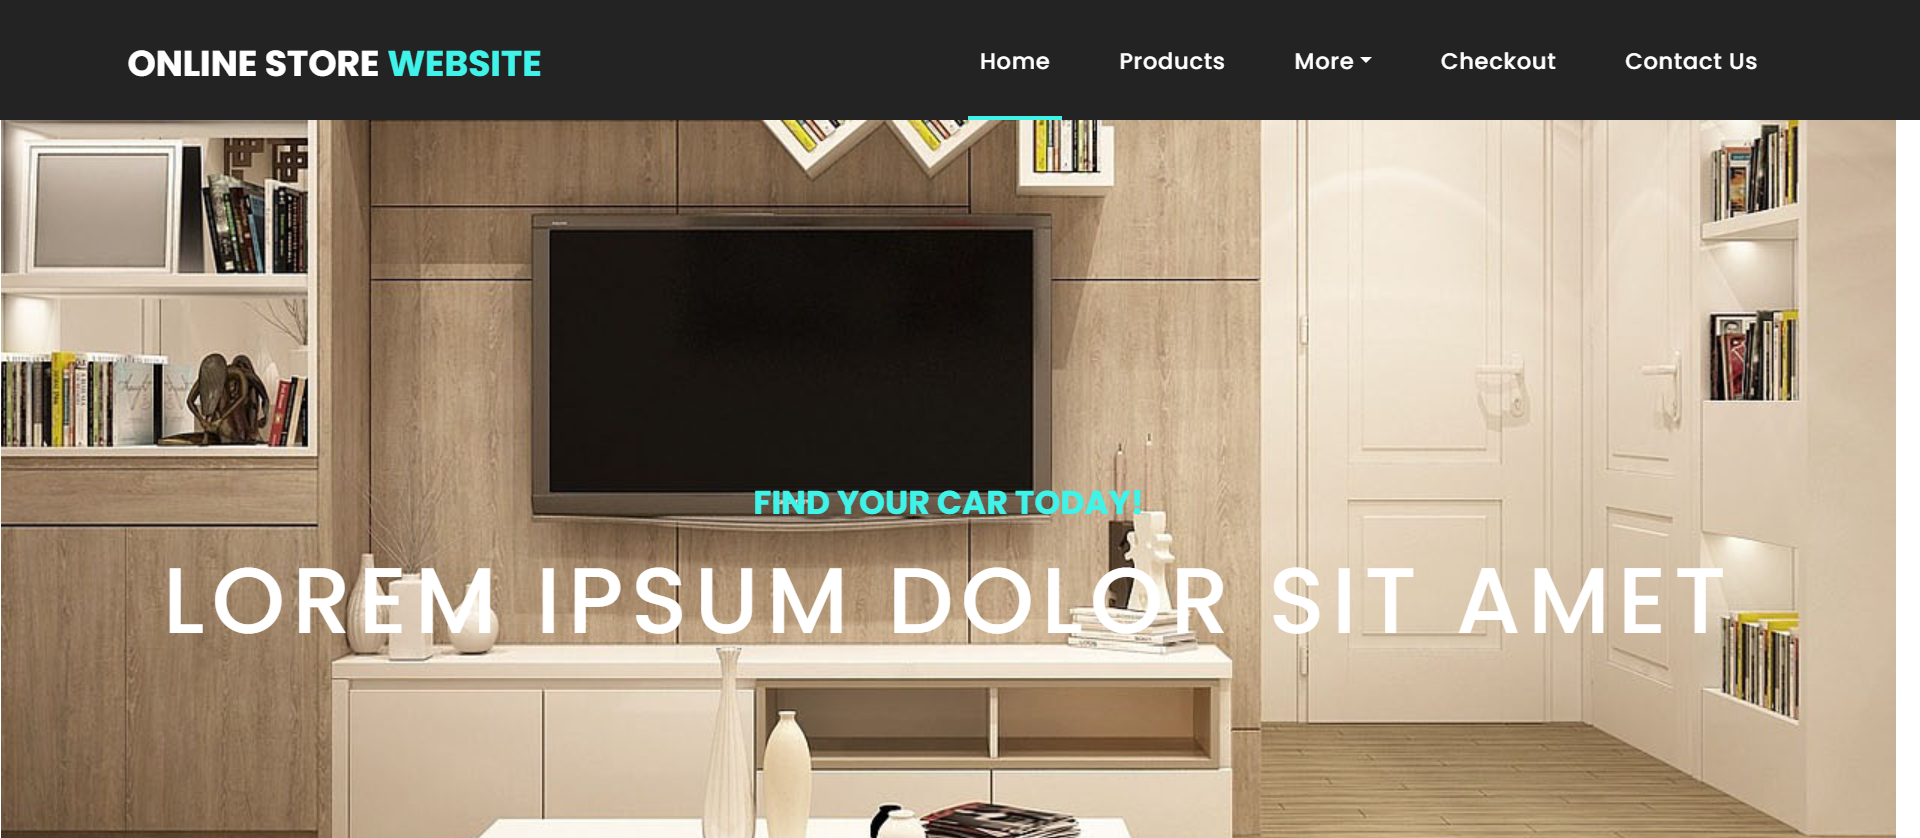 ONLINE STORE WEBSITE
Home Products More Checkout Contact Us
FIND YOUR CAR TODAY!
LOREM IPSUM DOLOR SIT AMET